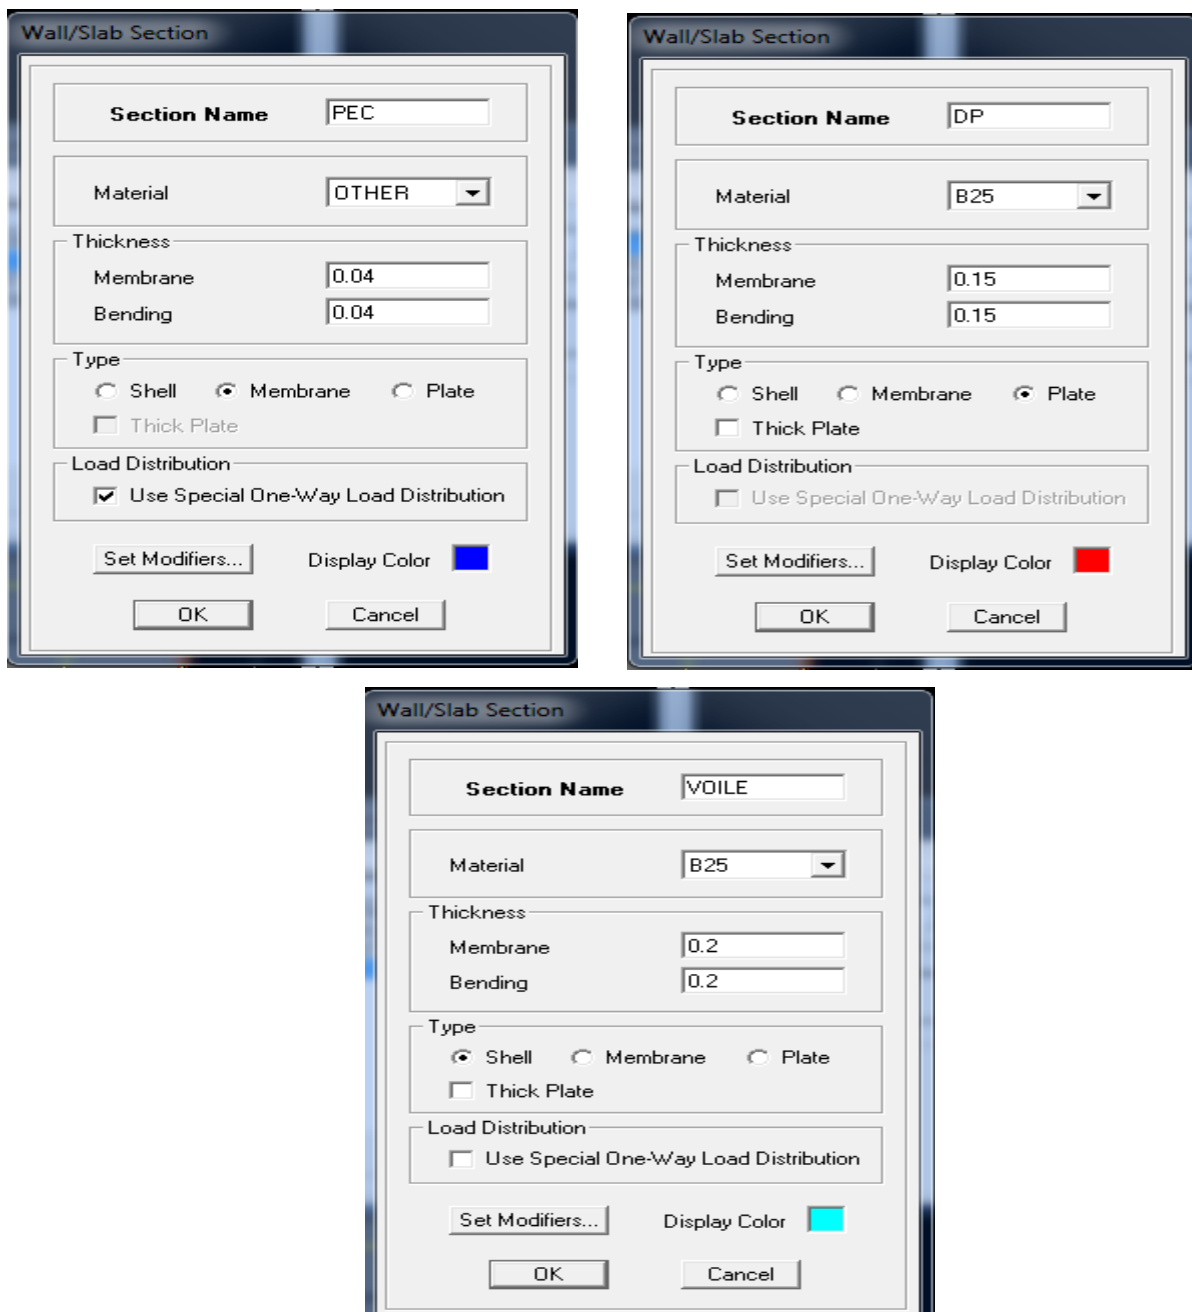 Wall/Slab Section
Section Name PEC
Material OTHER
Thickness
Membrane 0.04
Bending 0.04
Type
Shell Membrane Plate
Thick Plate
Load Distribution
Use Special One-Way Load Distribution
Set Modifiers... Display Color
OK Cancel
Wall/Slab Section
Section Name DP
Material B25
Thickness
Membrane 0.15
Bending 0.15
Type
Shell Membrane Plate
Thick Plate
Load Distribution
Use Special One-Way Load Distribution
Set Modifiers... Display Color
OK Cancel
Wall/Slab Section
Section Name VOILE
Material B25
Thickness
Membrane 0.2
Bending 0.2
Type
Shell Membrane Plate
Thick Plate
Load Distribution
Use Special One-Way Load Distribution
Set Modifiers... Display Color
OK Cancel